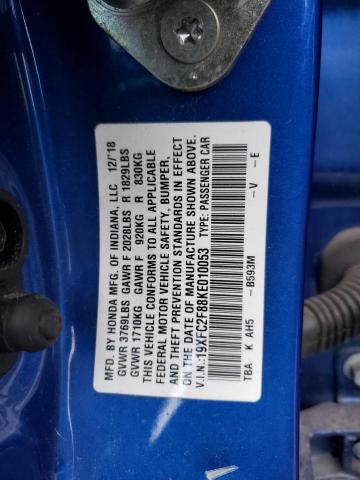 MFD. BY HONDA MFG. OF INDIANA, LLC 12/'18
GVWR 3769LBS GAWR F 2028LBS R 1829LBS
GVWR 1710KG GAWR F 920KG R 830KG
THIS VEHICLE CONFORMS TO ALL APPLICABLE
FEDERAL MOTOR VEHICLE SAFETY, BUMPER,
AND THEFT PREVENTION STANDARDS IN EFFECT
ON THE DATE OF MANUFACTURE SHOWN ABOVE.
V.I.N.:19XFC2F88KE010053 TYPE: PASSENGER CAR
TBA K AH5 - B593M - V - E